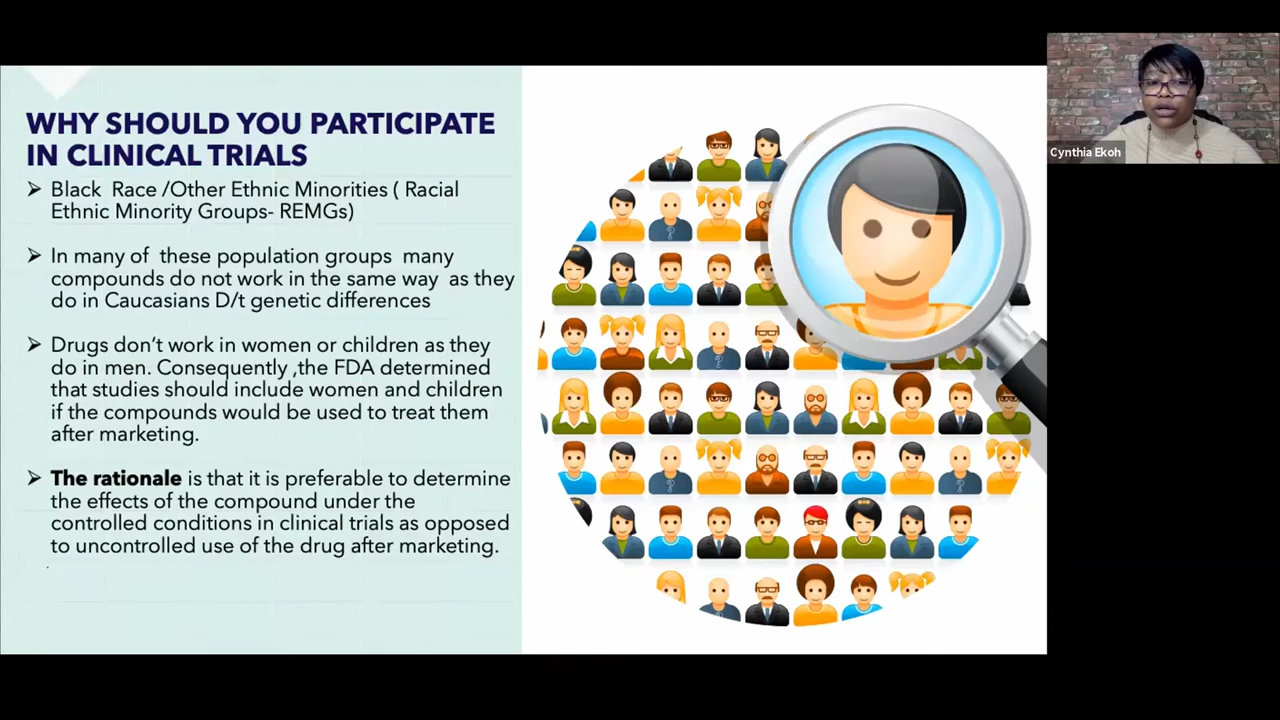 WHY SHOULD YOU PARTICIPATE
IN CLINICAL TRIALS
➢ Black Race /Other Ethnic Minorities ( Racial
Ethnic Minority Groups- REMGs)
➢ In many of these population groups many
compounds do not work in the same way as they
do in Caucasians D/t genetic differences
➢ Drugs don't work in women or children as they
do in men. Consequently ,the FDA determined
that studies should include women and children
if the compounds would be used to treat them
after marketing.
➢ The rationale is that it is preferable to determine
the effects of the compound under the
controlled conditions in clinical trials as opposed
to uncontrolled use of the drug after marketing.
Cynthia Ekoh